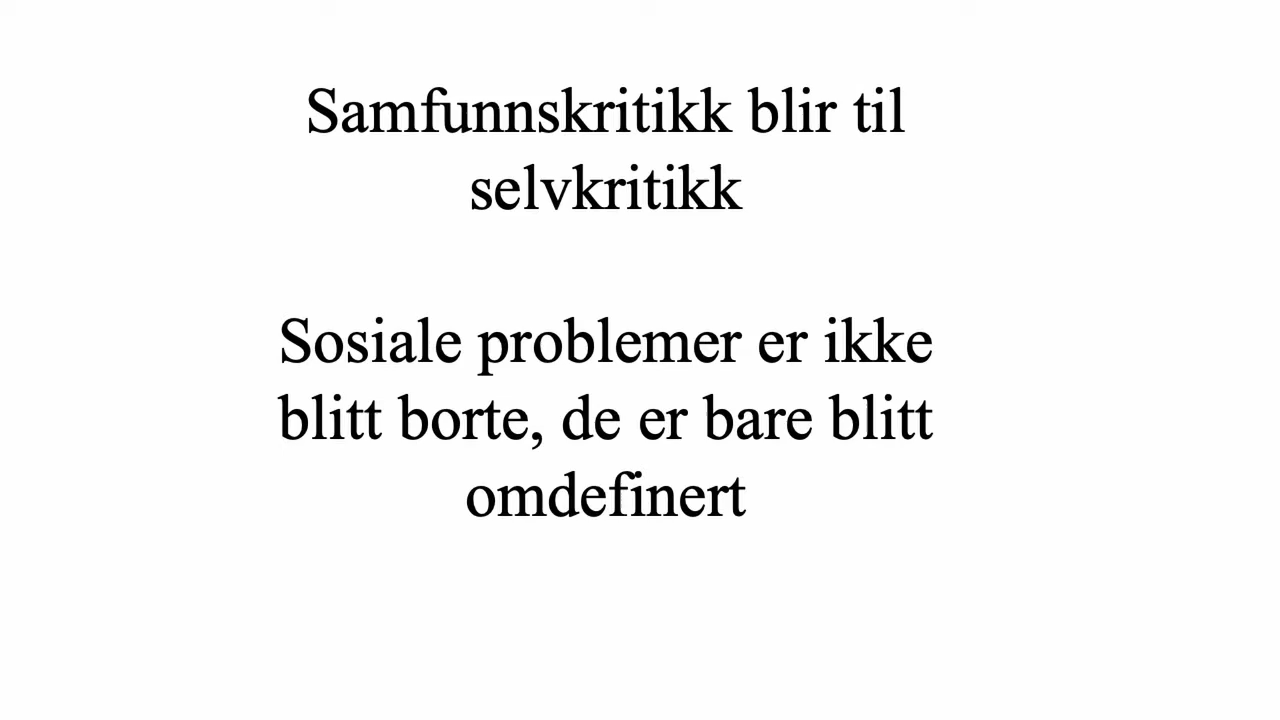 Samfunnskritikk blir til
selvkritikk
Sosiale problemer er ikke
blitt borte, de er bare blitt
omdefinert